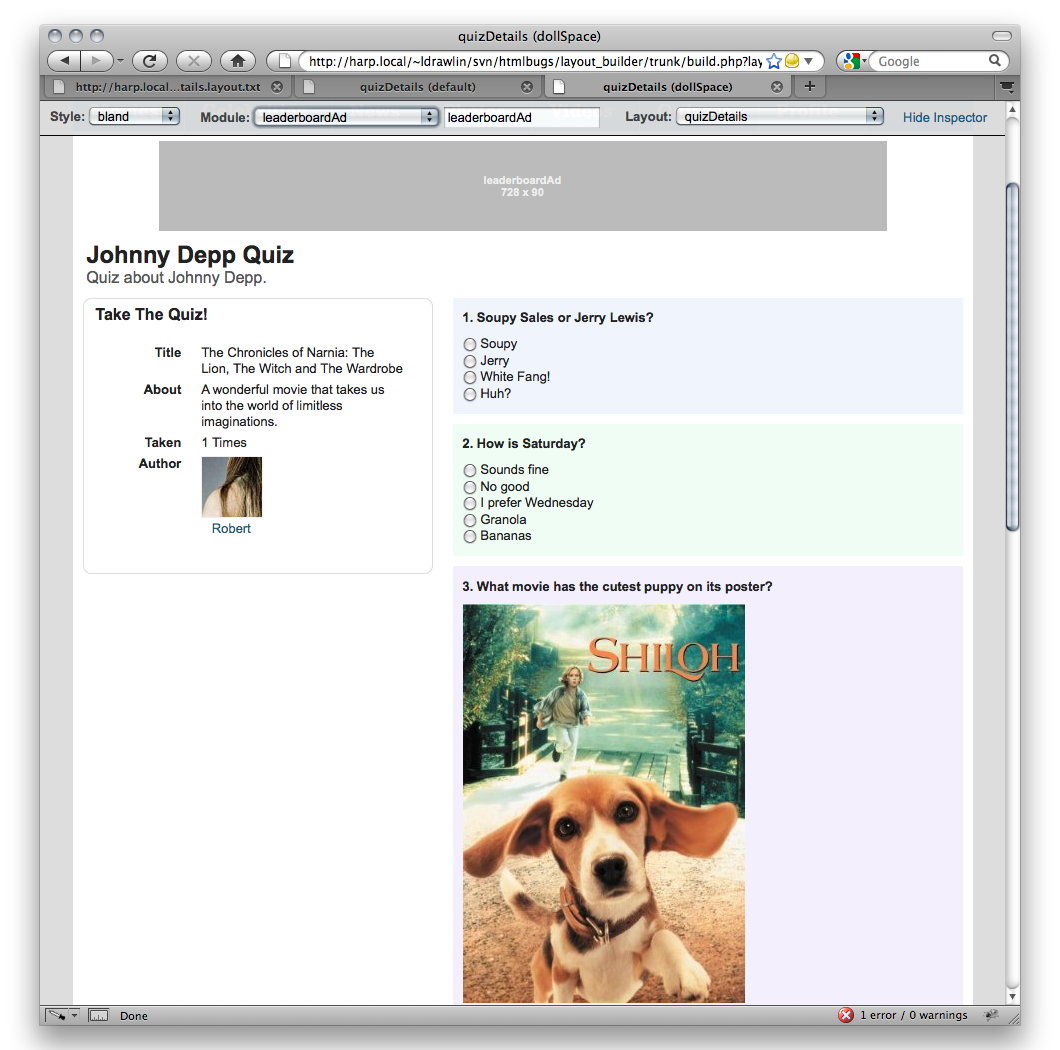 quizDetails (dollSpace)
http://harp.local/~ldrawlin/svn/htmlbugs/layout_builder/trunk/build.php?lay
Google
http://harp.local...tails.layout.txt
quizDetails (default)
quizDetails (dollSpace)
Style: bland
Module: leaderboardAd
leaderboardAd
Layout: quizDetails
Hide Inspector
leaderboardAd
728 x 90
Johnny Depp Quiz
Quiz about Johnny Depp.
Take The Quiz!
Title The Chronicles of Narnia: The
Lion, The Witch and The Wardrobe
About A wonderful movie that takes us
into the world of limitless
imaginations.
Taken 1 Times
Author
Robert
1. Soupy Sales or Jerry Lewis?
Soupy
Jerry
White Fang!
Huh?
2. How is Saturday?
Sounds fine
No good
I prefer Wednesday
Granola
Bananas
3. What movie has the cutest puppy on its poster?
SHILOH
Done
1 error / 0 warnings